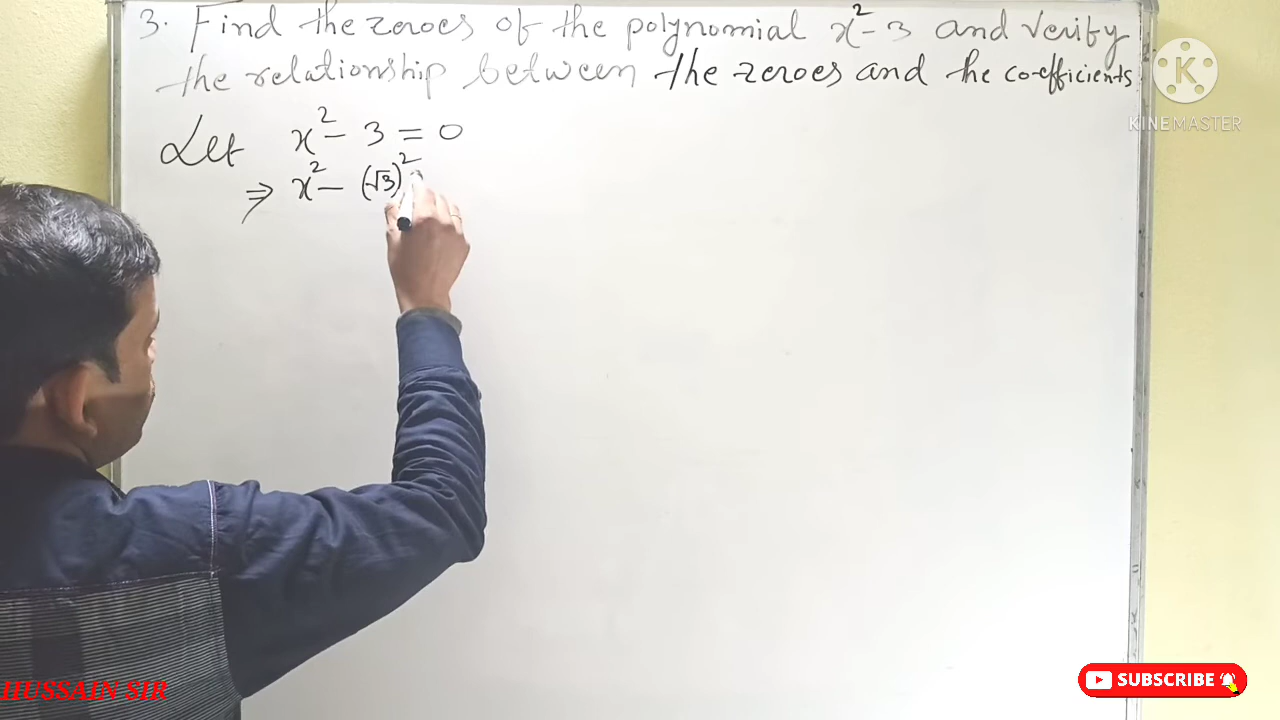 3. Find the zeroes of the polynomial x² - 3 and verify
the relationship between the zeroes and the co-efficients
KINEMASTER
Let x² - 3 = 0
⇒ x² - (√3)²
HUSSAIN SIR
SUBSCRIBE